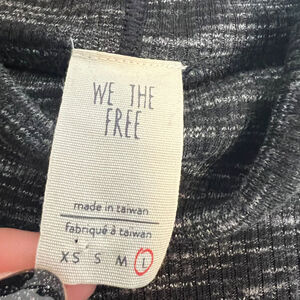 WE THE
FREE
made in taiwan
fabriqué à taiwan
XS S M L